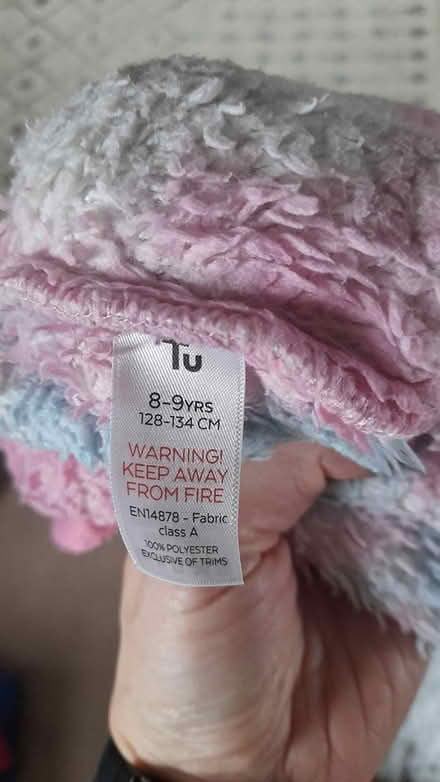 Tu
8-9YRS
128-134 CM
WARNING!
KEEP AWAY
FROM FIRE
EN14878 - Fabric
class A
100% POLYESTER
EXCLUSIVE OF TRIMS